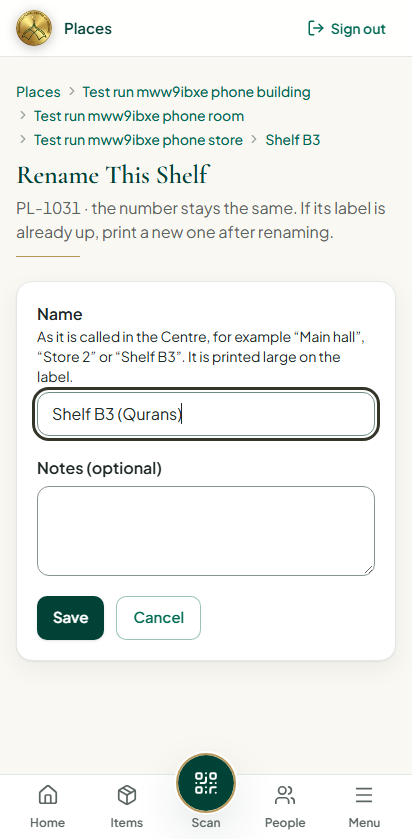 Places
Sign out
Places > Test run mww9ibxe phone building
> Test run mww9ibxe phone room
> Test run mww9ibxe phone store > Shelf B3
Rename This Shelf
PL-1031 · the number stays the same. If its label is
already up, print a new one after renaming.
Name
As it is called in the Centre, for example “Main hall”,
“Store 2” or “Shelf B3”. It is printed large on the
label.
Shelf B3 (Qurans)
Notes (optional)
Save
Cancel
Home
Items
Scan
People
Menu